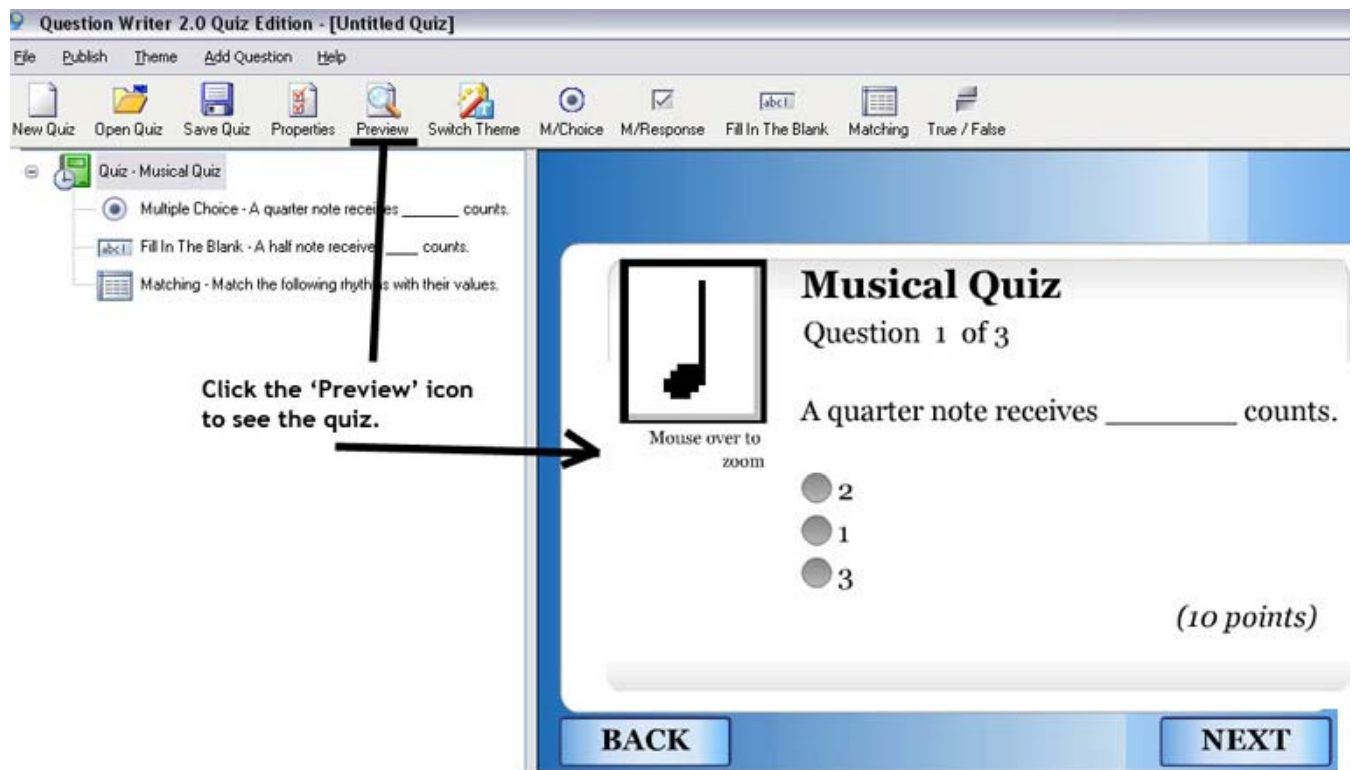 Question Writer 2.0 Quiz Edition - [Untitled Quiz]
File Publish Theme Add Question Help
abc
New Quiz Open Quiz Save Quiz Properties Preview Switch Theme M/Choice M/Response Fill In The Blank Matching True / False
Quiz - Musical Quiz
Multiple Choice - A quarter note receives _______ counts.
abc Fill In The Blank - A half note receives ____ counts.
Matching - Match the following rhythms with their values.
Click the ‘Preview’ icon
to see the quiz.
Mouse over to
zoom
Musical Quiz
Question 1 of 3
A quarter note receives _________ counts.
2
1
3
(10 points)
BACK NEXT